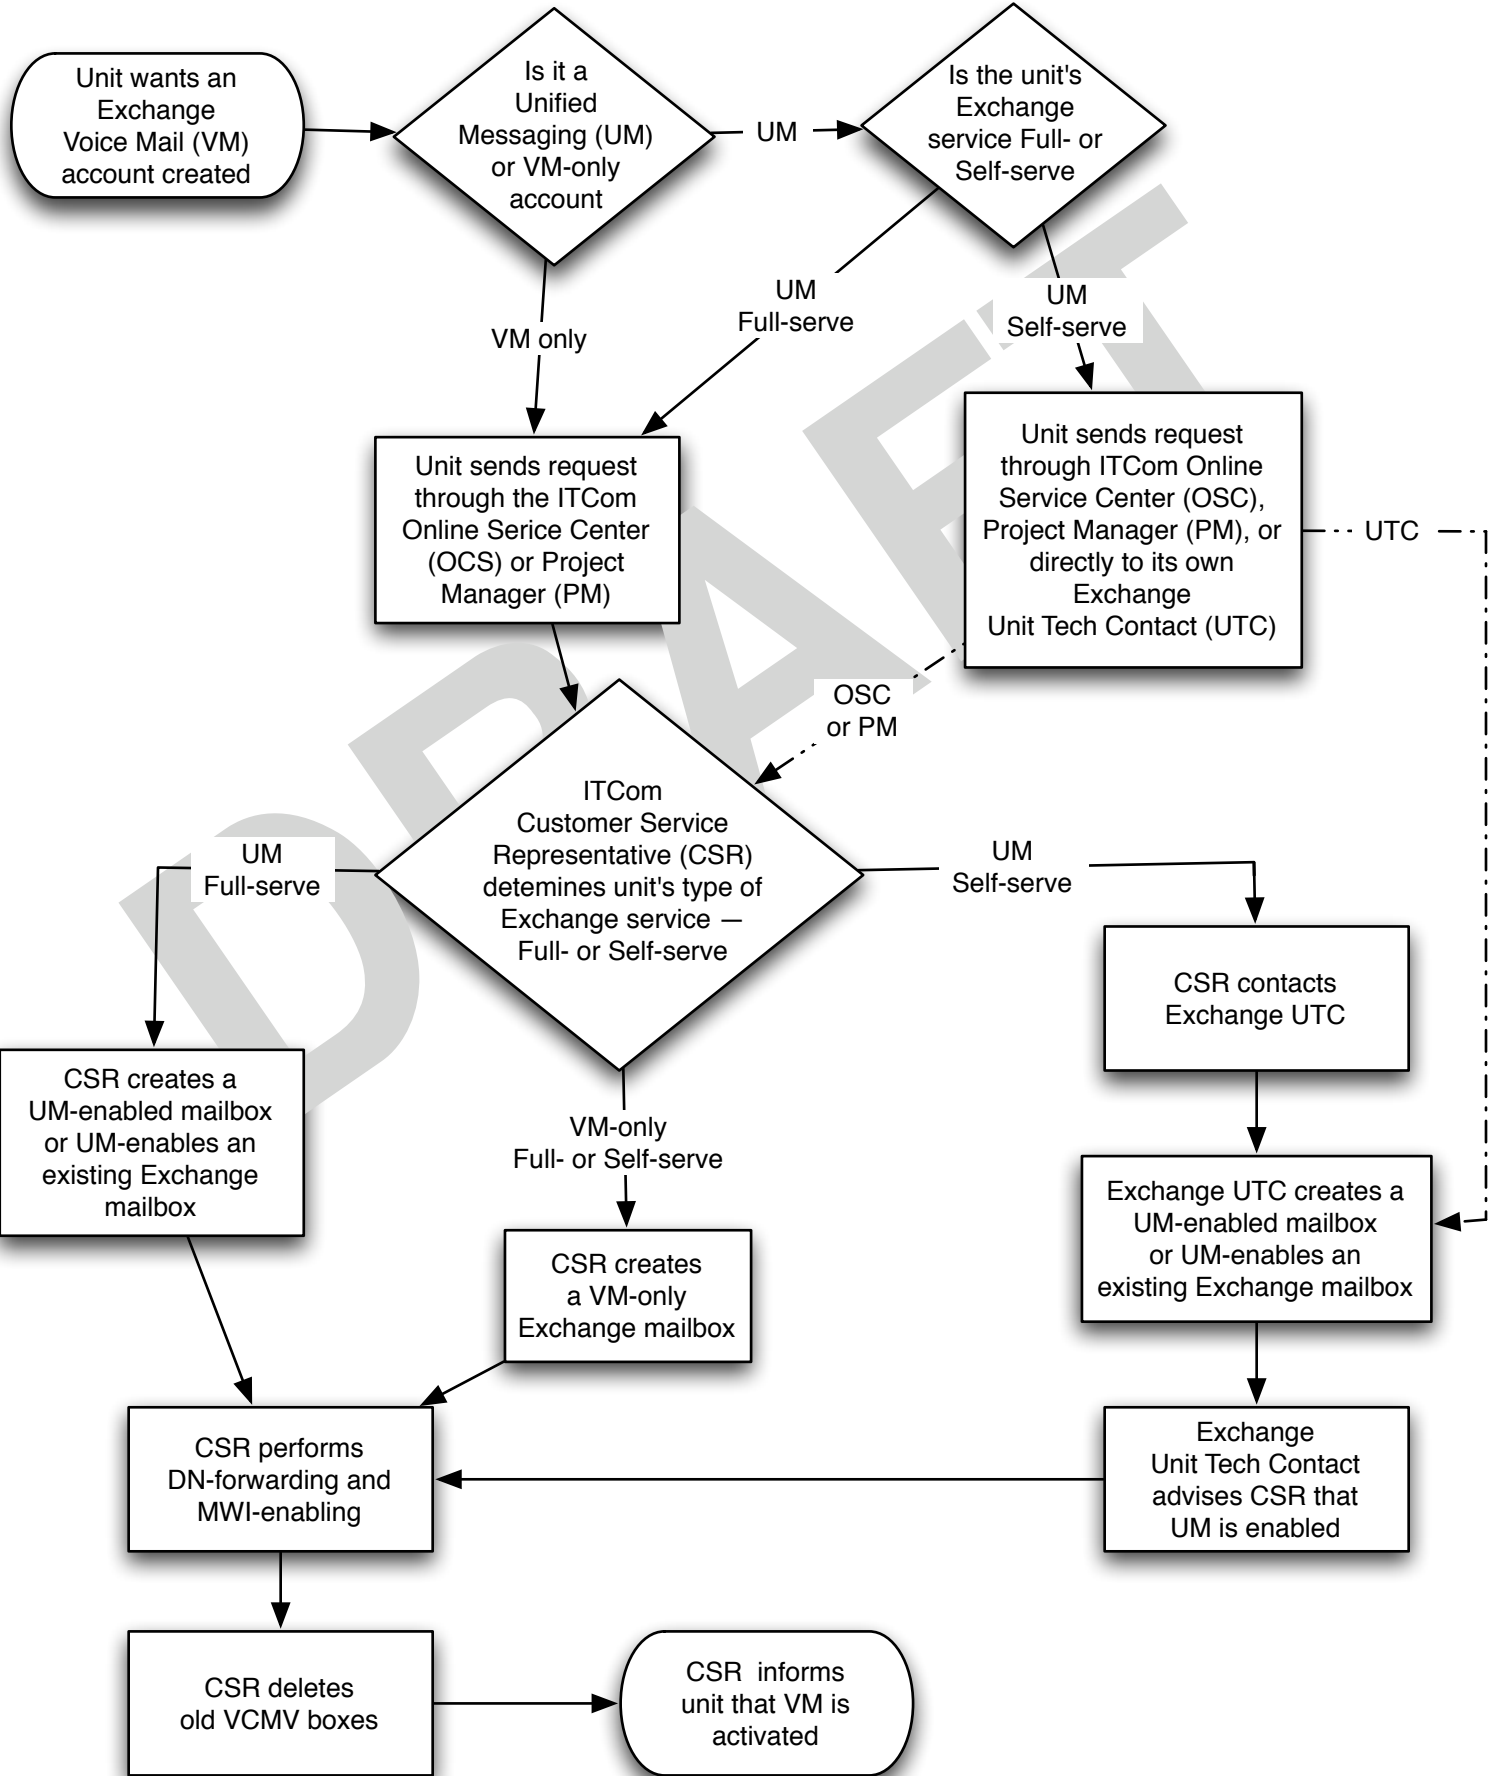 Unit wants an
Exchange
Voice Mail (VM)
account created
Is it a
Unified
Messaging (UM)
or VM-only
account
UM
Is the unit's
Exchange
service Full- or
Self-serve
VM only
UM
Full-serve
UM
Self-serve
Unit sends request
through the ITCom
Online Serice Center
(OCS) or Project
Manager (PM)
Unit sends request
through ITCom Online
Service Center (OSC),
Project Manager (PM), or
directly to its own
Exchange
Unit Tech Contact (UTC)
UTC
OSC
or PM
DRAFT
ITCom
Customer Service
Representative (CSR)
detemines unit's type of
Exchange service —
Full- or Self-serve
UM
Full-serve
UM
Self-serve
VM-only
Full- or Self-serve
CSR contacts
Exchange UTC
CSR creates a
UM-enabled mailbox
or UM-enables an
existing Exchange
mailbox
CSR creates
a VM-only
Exchange mailbox
Exchange UTC creates a
UM-enabled mailbox
or UM-enables an
existing Exchange mailbox
CSR performs
DN-forwarding and
MWI-enabling
Exchange
Unit Tech Contact
advises CSR that
UM is enabled
CSR deletes
old VCMV boxes
CSR  informs
unit that VM is
activated